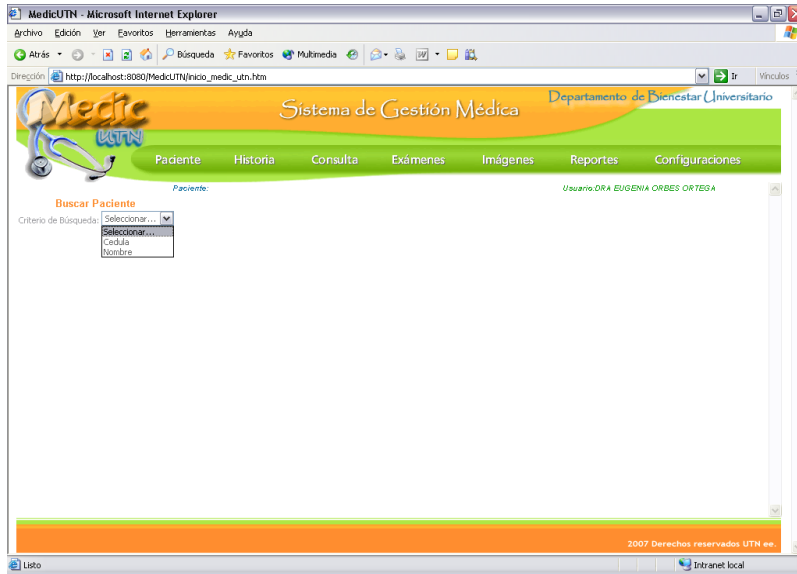 MedicUTN - Microsoft Internet Explorer
Archivo Edición Ver Favoritos Herramientas Ayuda
Atrás Búsqueda Favoritos Multimedia
Dirección http://localhost:8080/MedicUTN/inicio_medic_utn.htm Ir Vínculos
Medic
UTN
Sistema de Gestión Médica
Departamento de Bienestar Universitario
Paciente Historia Consulta Exámenes Imágenes Reportes Configuraciones
Paciente: Usuario:DRA EUGENIA ORBES ORTEGA
Buscar Paciente
Criterio de Búsqueda: Seleccionar...
Seleccionar...
Cedula
Nombre
2007 Derechos reservados UTN ee.
Listo Intranet local